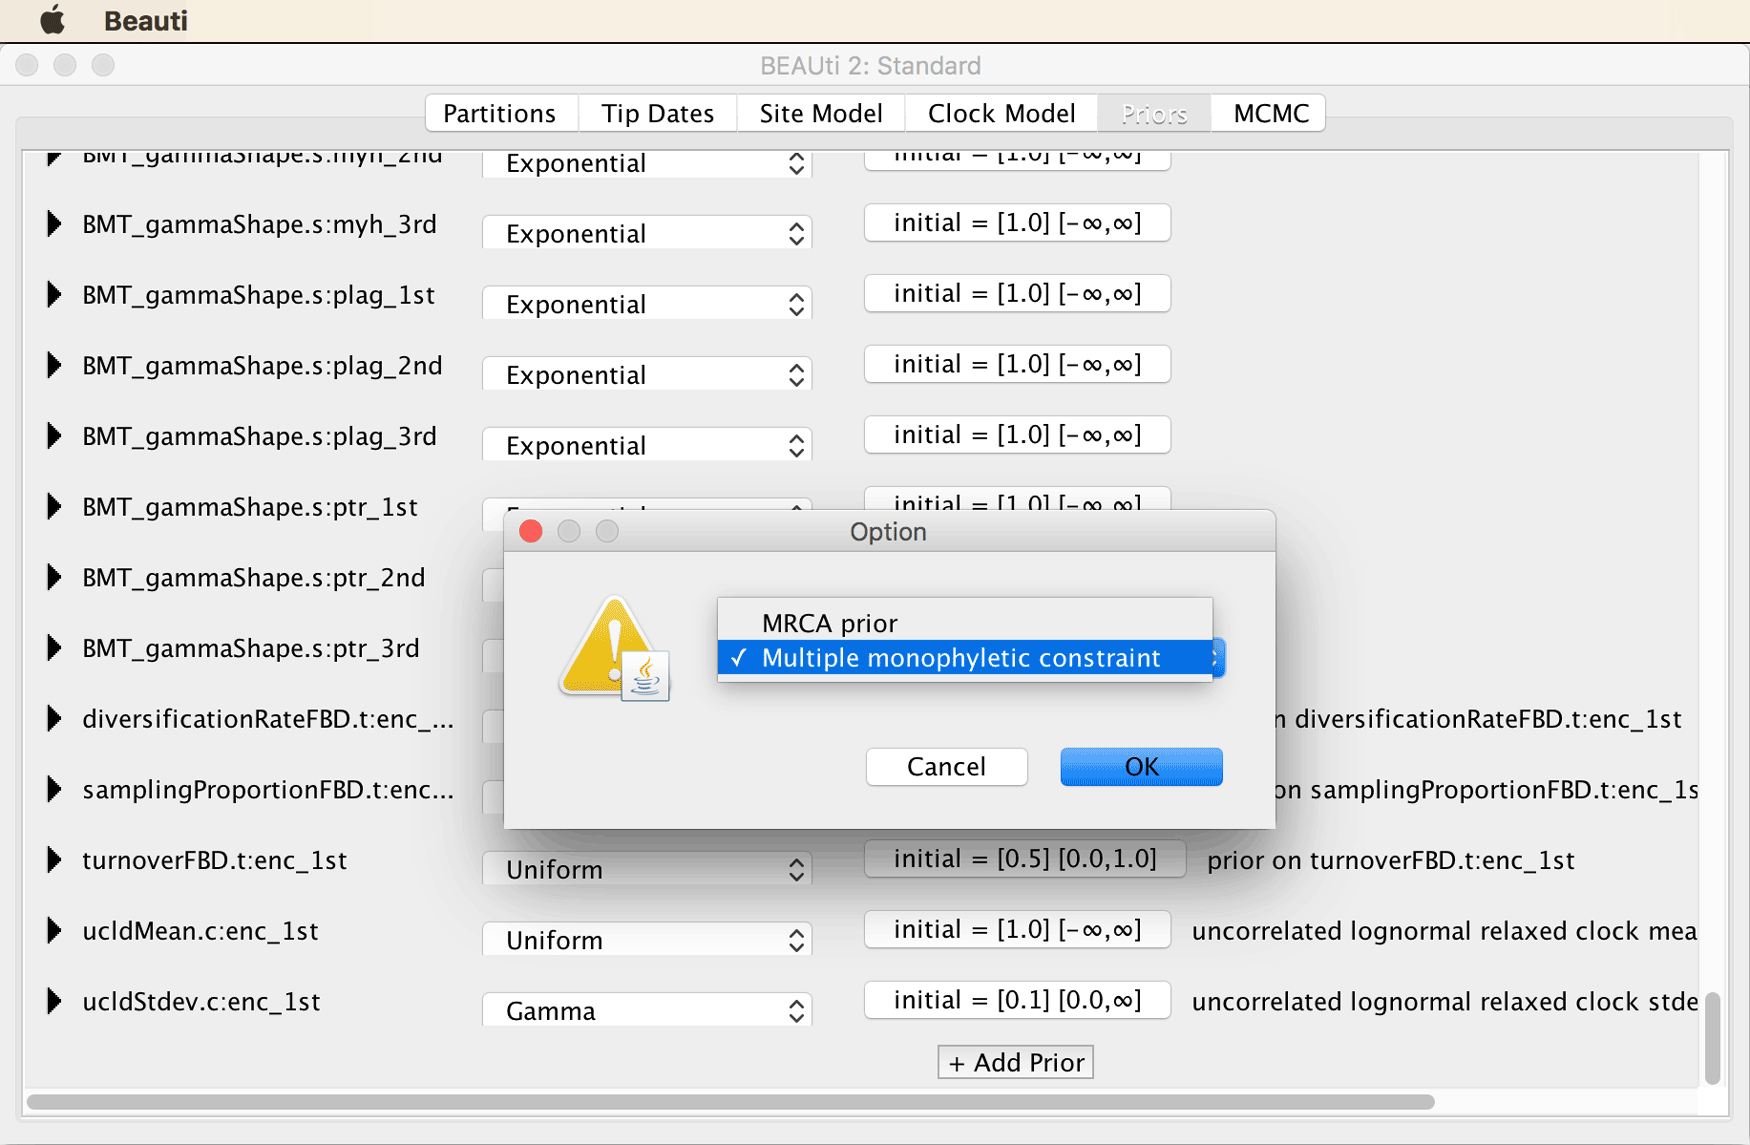 Beauti
BEAUti 2: Standard
Partitions Tip Dates Site Model Clock Model Priors MCMC
BMT_gammaShape.s:myh_2nd Exponential initial = [1.0] [-∞,∞]
BMT_gammaShape.s:myh_3rd Exponential initial = [1.0] [-∞,∞]
BMT_gammaShape.s:plag_1st Exponential initial = [1.0] [-∞,∞]
BMT_gammaShape.s:plag_2nd Exponential initial = [1.0] [-∞,∞]
BMT_gammaShape.s:plag_3rd Exponential initial = [1.0] [-∞,∞]
BMT_gammaShape.s:ptr_1st initial = [1.0] [-∞,∞]
Option
BMT_gammaShape.s:ptr_2nd
MRCA prior
BMT_gammaShape.s:ptr_3rd
✓ Multiple monophyletic constraint
diversificationRateFBD.t:enc_... n diversificationRateFBD.t:enc_1st
Cancel OK
samplingProportionFBD.t:enc... on samplingProportionFBD.t:enc_1s
turnoverFBD.t:enc_1st Uniform initial = [0.5] [0.0,1.0] prior on turnoverFBD.t:enc_1st
ucldMean.c:enc_1st Uniform initial = [1.0] [-∞,∞] uncorrelated lognormal relaxed clock mea
ucldStdev.c:enc_1st Gamma initial = [0.1] [0.0,∞] uncorrelated lognormal relaxed clock stde
+ Add Prior